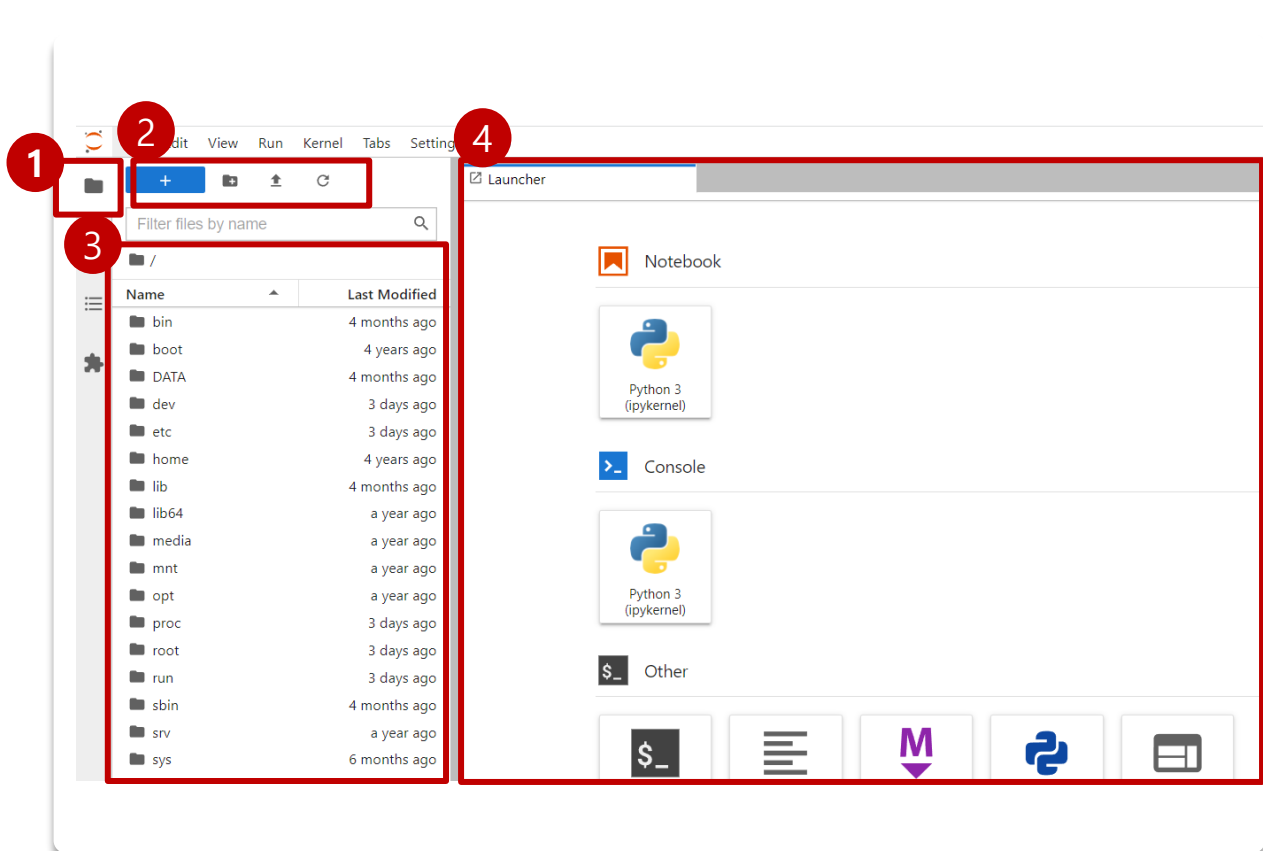 1
2
4
3
View Run Kernel Tabs
+
Launcher
Filter files by name
/
Name Last Modified
bin 4 months ago
boot 4 years ago
DATA 4 months ago
dev 3 days ago
etc 3 days ago
home 4 years ago
lib 4 months ago
lib64 a year ago
media a year ago
mnt a year ago
opt a year ago
proc 3 days ago
root 3 days ago
run 3 days ago
sbin 4 months ago
srv a year ago
sys 6 months ago
Notebook
Python 3
(ipykernel)
Console
Python 3
(ipykernel)
$_ Other
$_
M